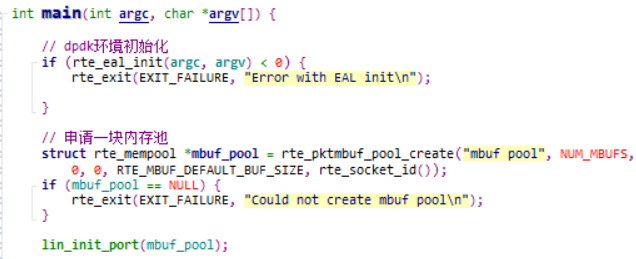 int main(int argc, char *argv[]) {
// dpdk环境初始化
if (rte_eal_init(argc, argv) < 0) {
rte_exit(EXIT_FAILURE, "Error with EAL init\n");
}
// 申请一块内存池
struct rte_mempool *mbuf_pool = rte_pktmbuf_pool_create("mbuf pool", NUM_MBUFS,
0, 0, RTE_MBUF_DEFAULT_BUF_SIZE, rte_socket_id());
if (mbuf_pool == NULL) {
rte_exit(EXIT_FAILURE, "Could not create mbuf pool\n");
}
lin_init_port(mbuf_pool);